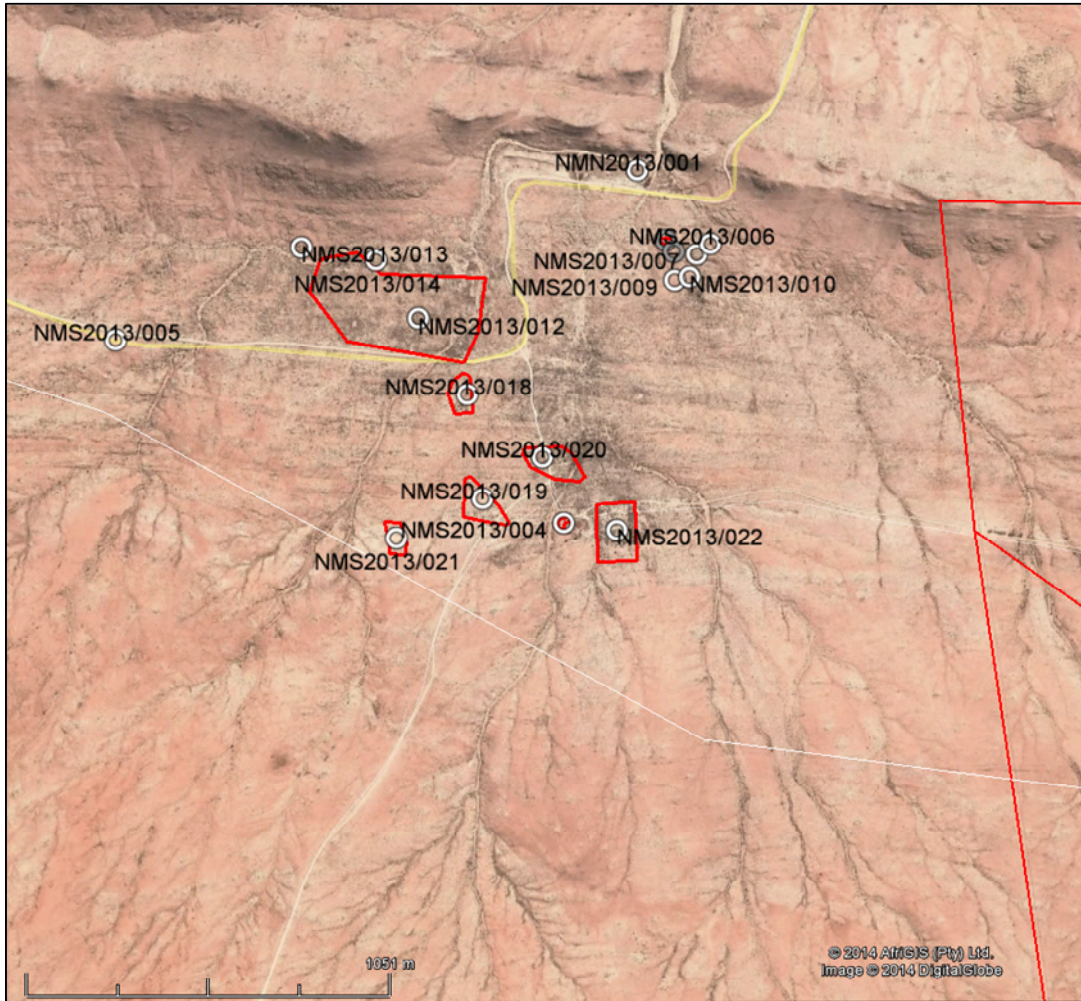 NMN2013/001
NMS2013/006
NMS2013/013
NMS2013/007
NMS2013/014
NMS2013/009
NMS2013/010
NMS2013/012
NMS2013/005
NMS2013/018
NMS2013/020
NMS2013/019
NMS2013/004
NMS2013/022
NMS2013/021
1051 m
© 2014 AfriGIS (Pty) Ltd.
Image © 2014 DigitalGlobe